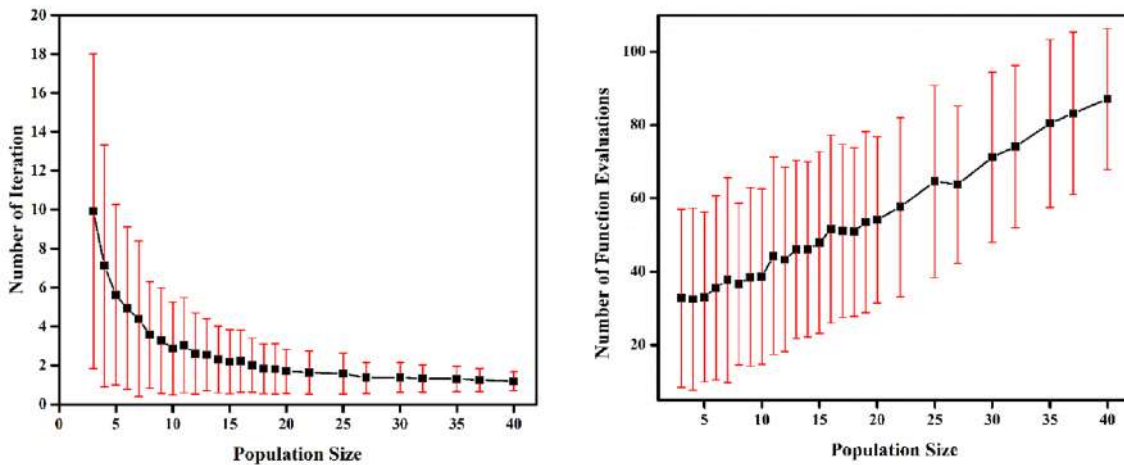 20
18
16
14
12
10
8
6
4
2
0
Number of Iteration
0 5 10 15 20 25 30 35 40
Population Size
100
80
60
40
20
Number of Function Evaluations
5 10 15 20 25 30 35 40
Population Size